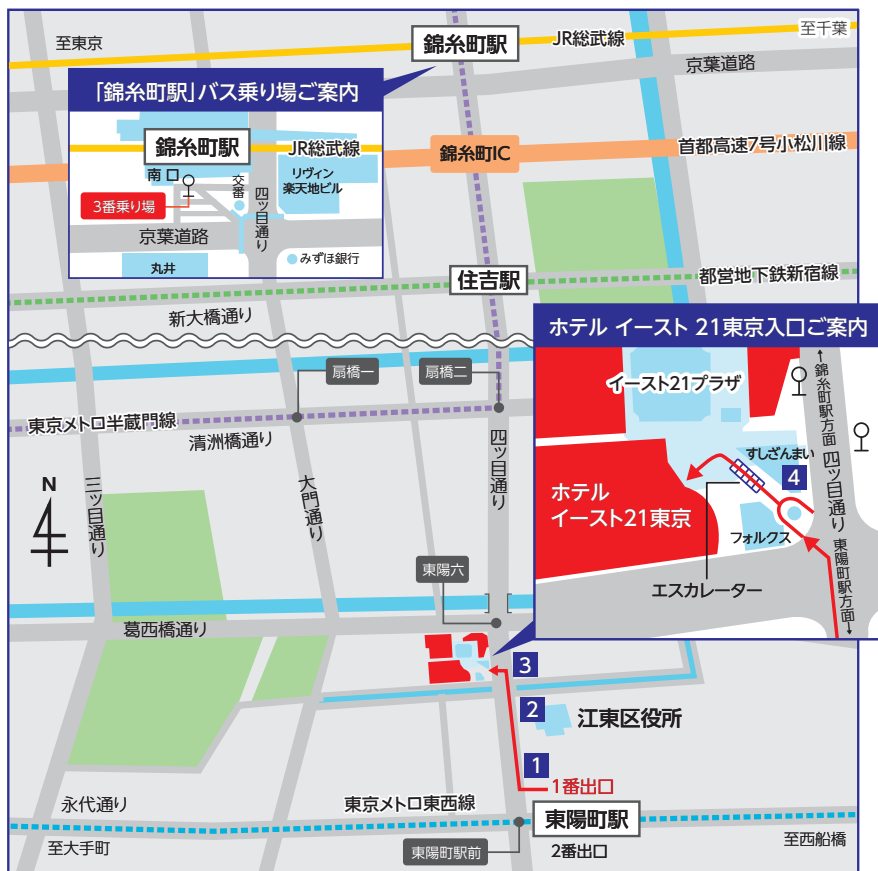 至東京
錦糸町駅
JR総武線
至千葉
京葉道路
「錦糸町駅」バス乗り場ご案内
錦糸町駅
JR総武線
南口
交番
リヴィン
楽天地ビル
3番乗り場
四ッ目通り
京葉道路
丸井
みずほ銀行
錦糸町IC
首都高速7号小松川線
住吉駅
都営地下鉄新宿線
新大橋通り
扇橋一
扇橋二
東京メトロ半蔵門線
清洲橋通り
四ッ目通り
三ッ目通り
大門通り
N
ホテル イースト 21東京入口ご案内
イースト21プラザ
←錦糸町駅方面
四ッ目通り
東陽町駅方面→
すしざんまい
4
ホテル
イースト21東京
フォルクス
エスカレーター
東陽六
葛西橋通り
3
2
江東区役所
1
1番出口
永代通り
東京メトロ東西線
東陽町駅
至大手町
東陽町駅前
2番出口
至西船橋